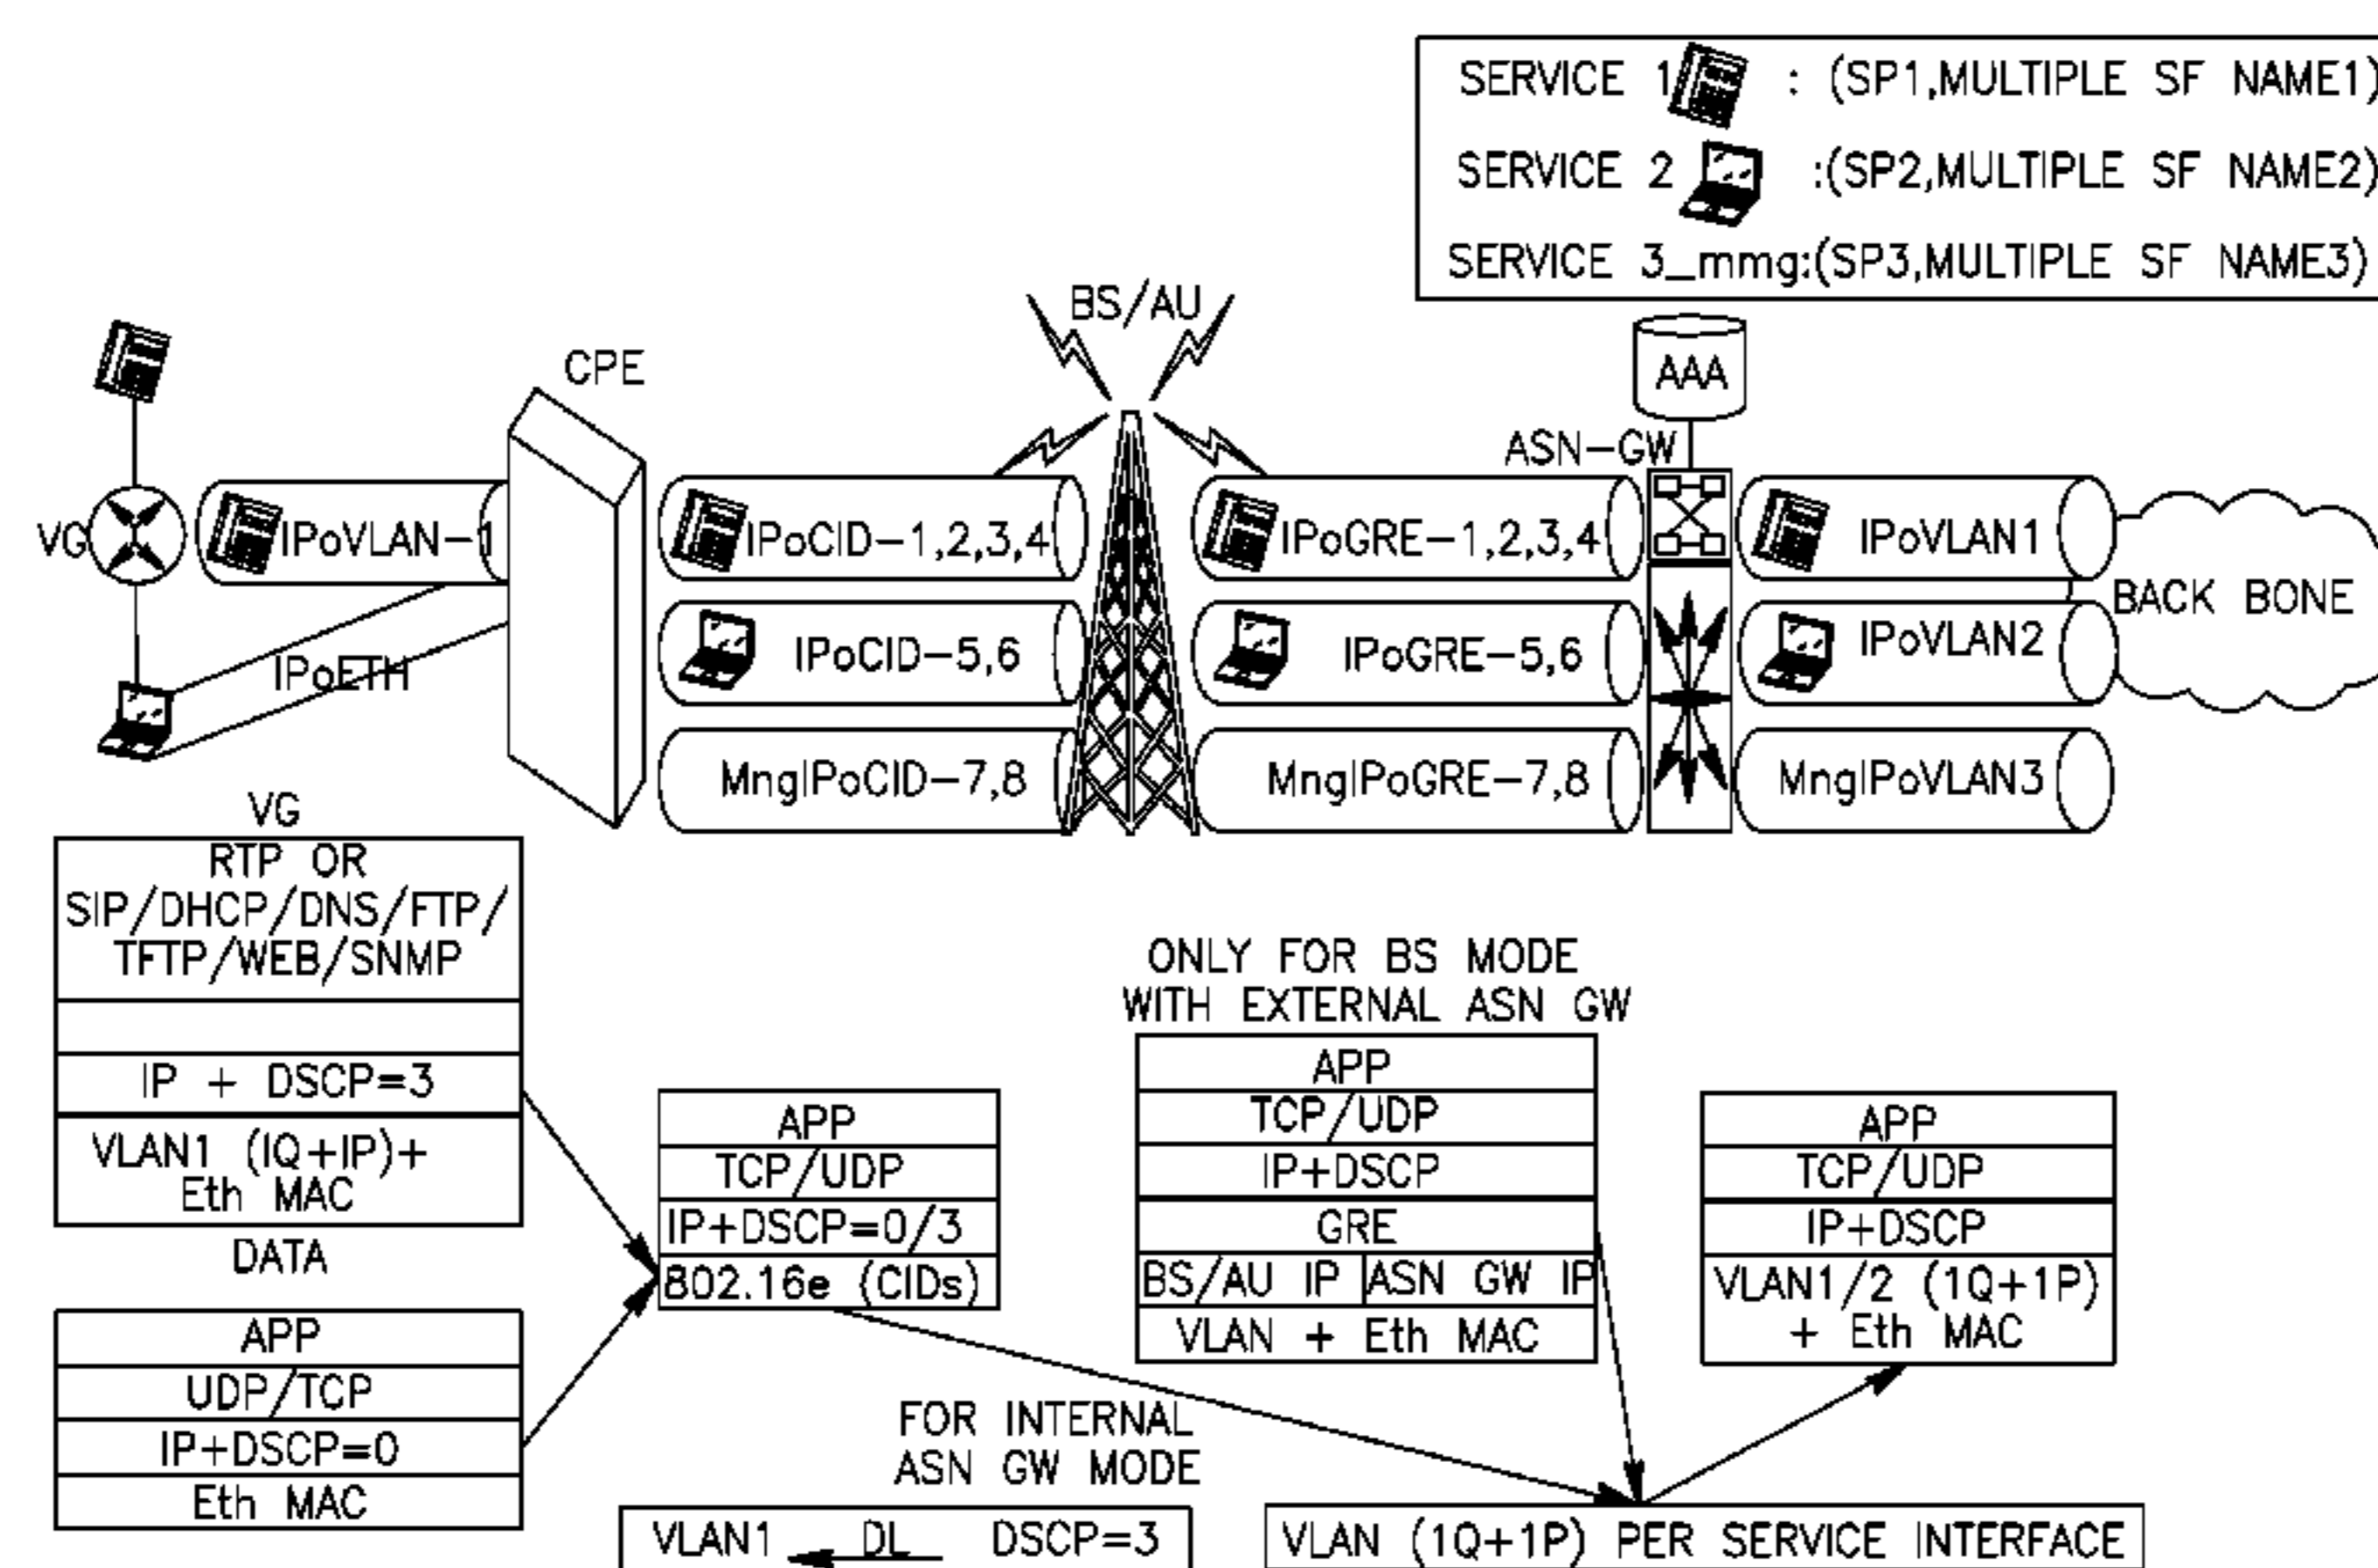 SERVICE 1 : (SP1,MULTIPLE SF NAME1)
SERVICE 2 :(SP2,MULTIPLE SF NAME2)
SERVICE 3_mmg:(SP3,MULTIPLE SF NAME3)
BS/AU
CPE
AAA
ASN-GW
VG
IPoVLAN-1
IPoCID-1,2,3,4
IPoGRE-1,2,3,4
IPoVLAN1
BACK BONE
IPoETH
IPoCID-5,6
IPoGRE-5,6
IPoVLAN2
MngIPoCID-7,8
MngIPoGRE-7,8
MngIPoVLAN3
VG
RTP OR
SIP/DHCP/DNS/FTP/
TFTP/WEB/SNMP
IP + DSCP=3
VLAN1 (IQ+IP)+
Eth MAC
DATA
APP
UDP/TCP
IP+DSCP=0
Eth MAC
APP
TCP/UDP
IP+DSCP=0/3
802.16e (CIDs)
ONLY FOR BS MODE
WITH EXTERNAL ASN GW
APP
TCP/UDP
IP+DSCP
GRE
BS/AU IP ASN GW IP
VLAN + Eth MAC
APP
TCP/UDP
IP+DSCP
VLAN1/2 (1Q+1P)
+ Eth MAC
FOR INTERNAL
ASN GW MODE
VLAN1 DL DSCP=3
VLAN (1Q+1P) PER SERVICE INTERFACE